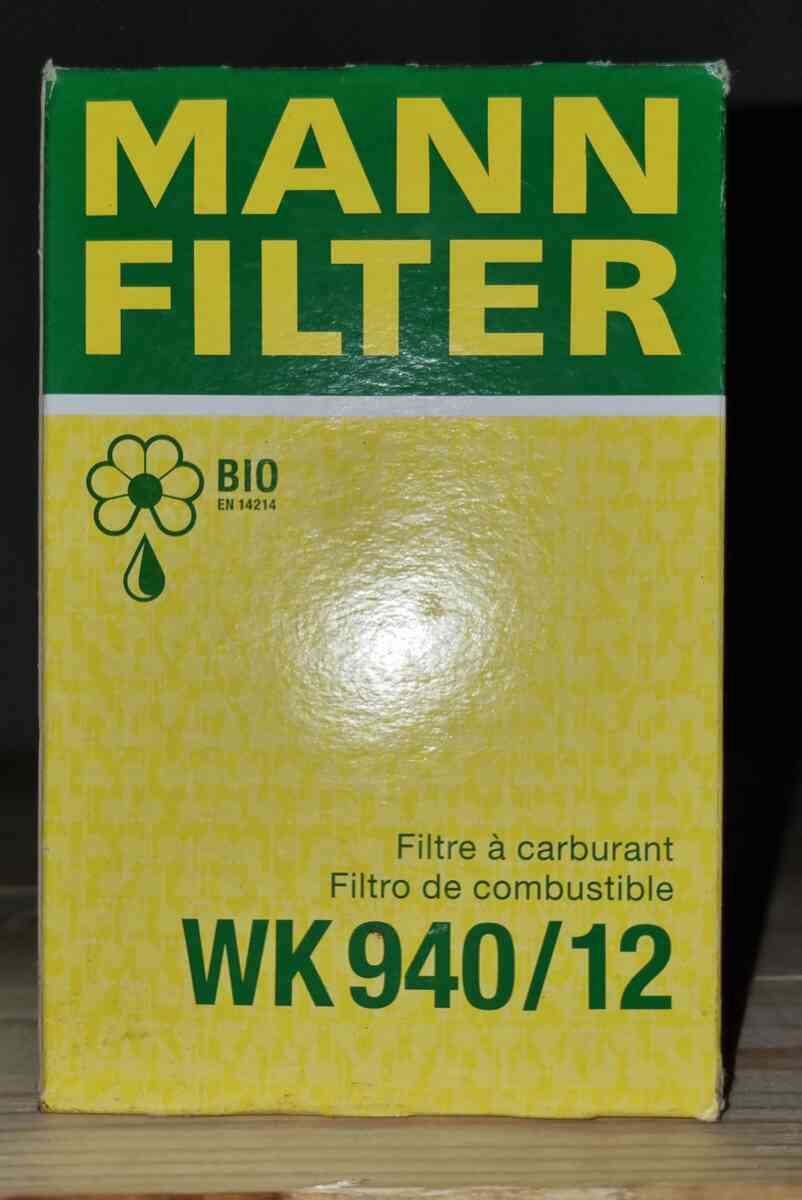 MANN
FILTER
BIO
EN 14214
Filtre à carburant
Filtro de combustible
WK 940/12